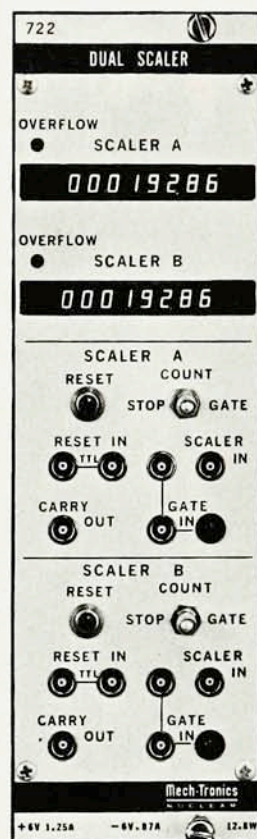 722
DUAL SCALER
OVERFLOW
SCALER A
00019286
OVERFLOW
SCALER B
00019286
SCALER A
RESET COUNT
STOP GATE
RESET IN SCALER
TTL IN
CARRY GATE
OUT IN
SCALER B
RESET COUNT
STOP GATE
RESET IN SCALER
TTL IN
CARRY GATE
OUT IN
Mech-Tronics
NUCLEAR
+6V 1.25A -6V.87A 12.8W